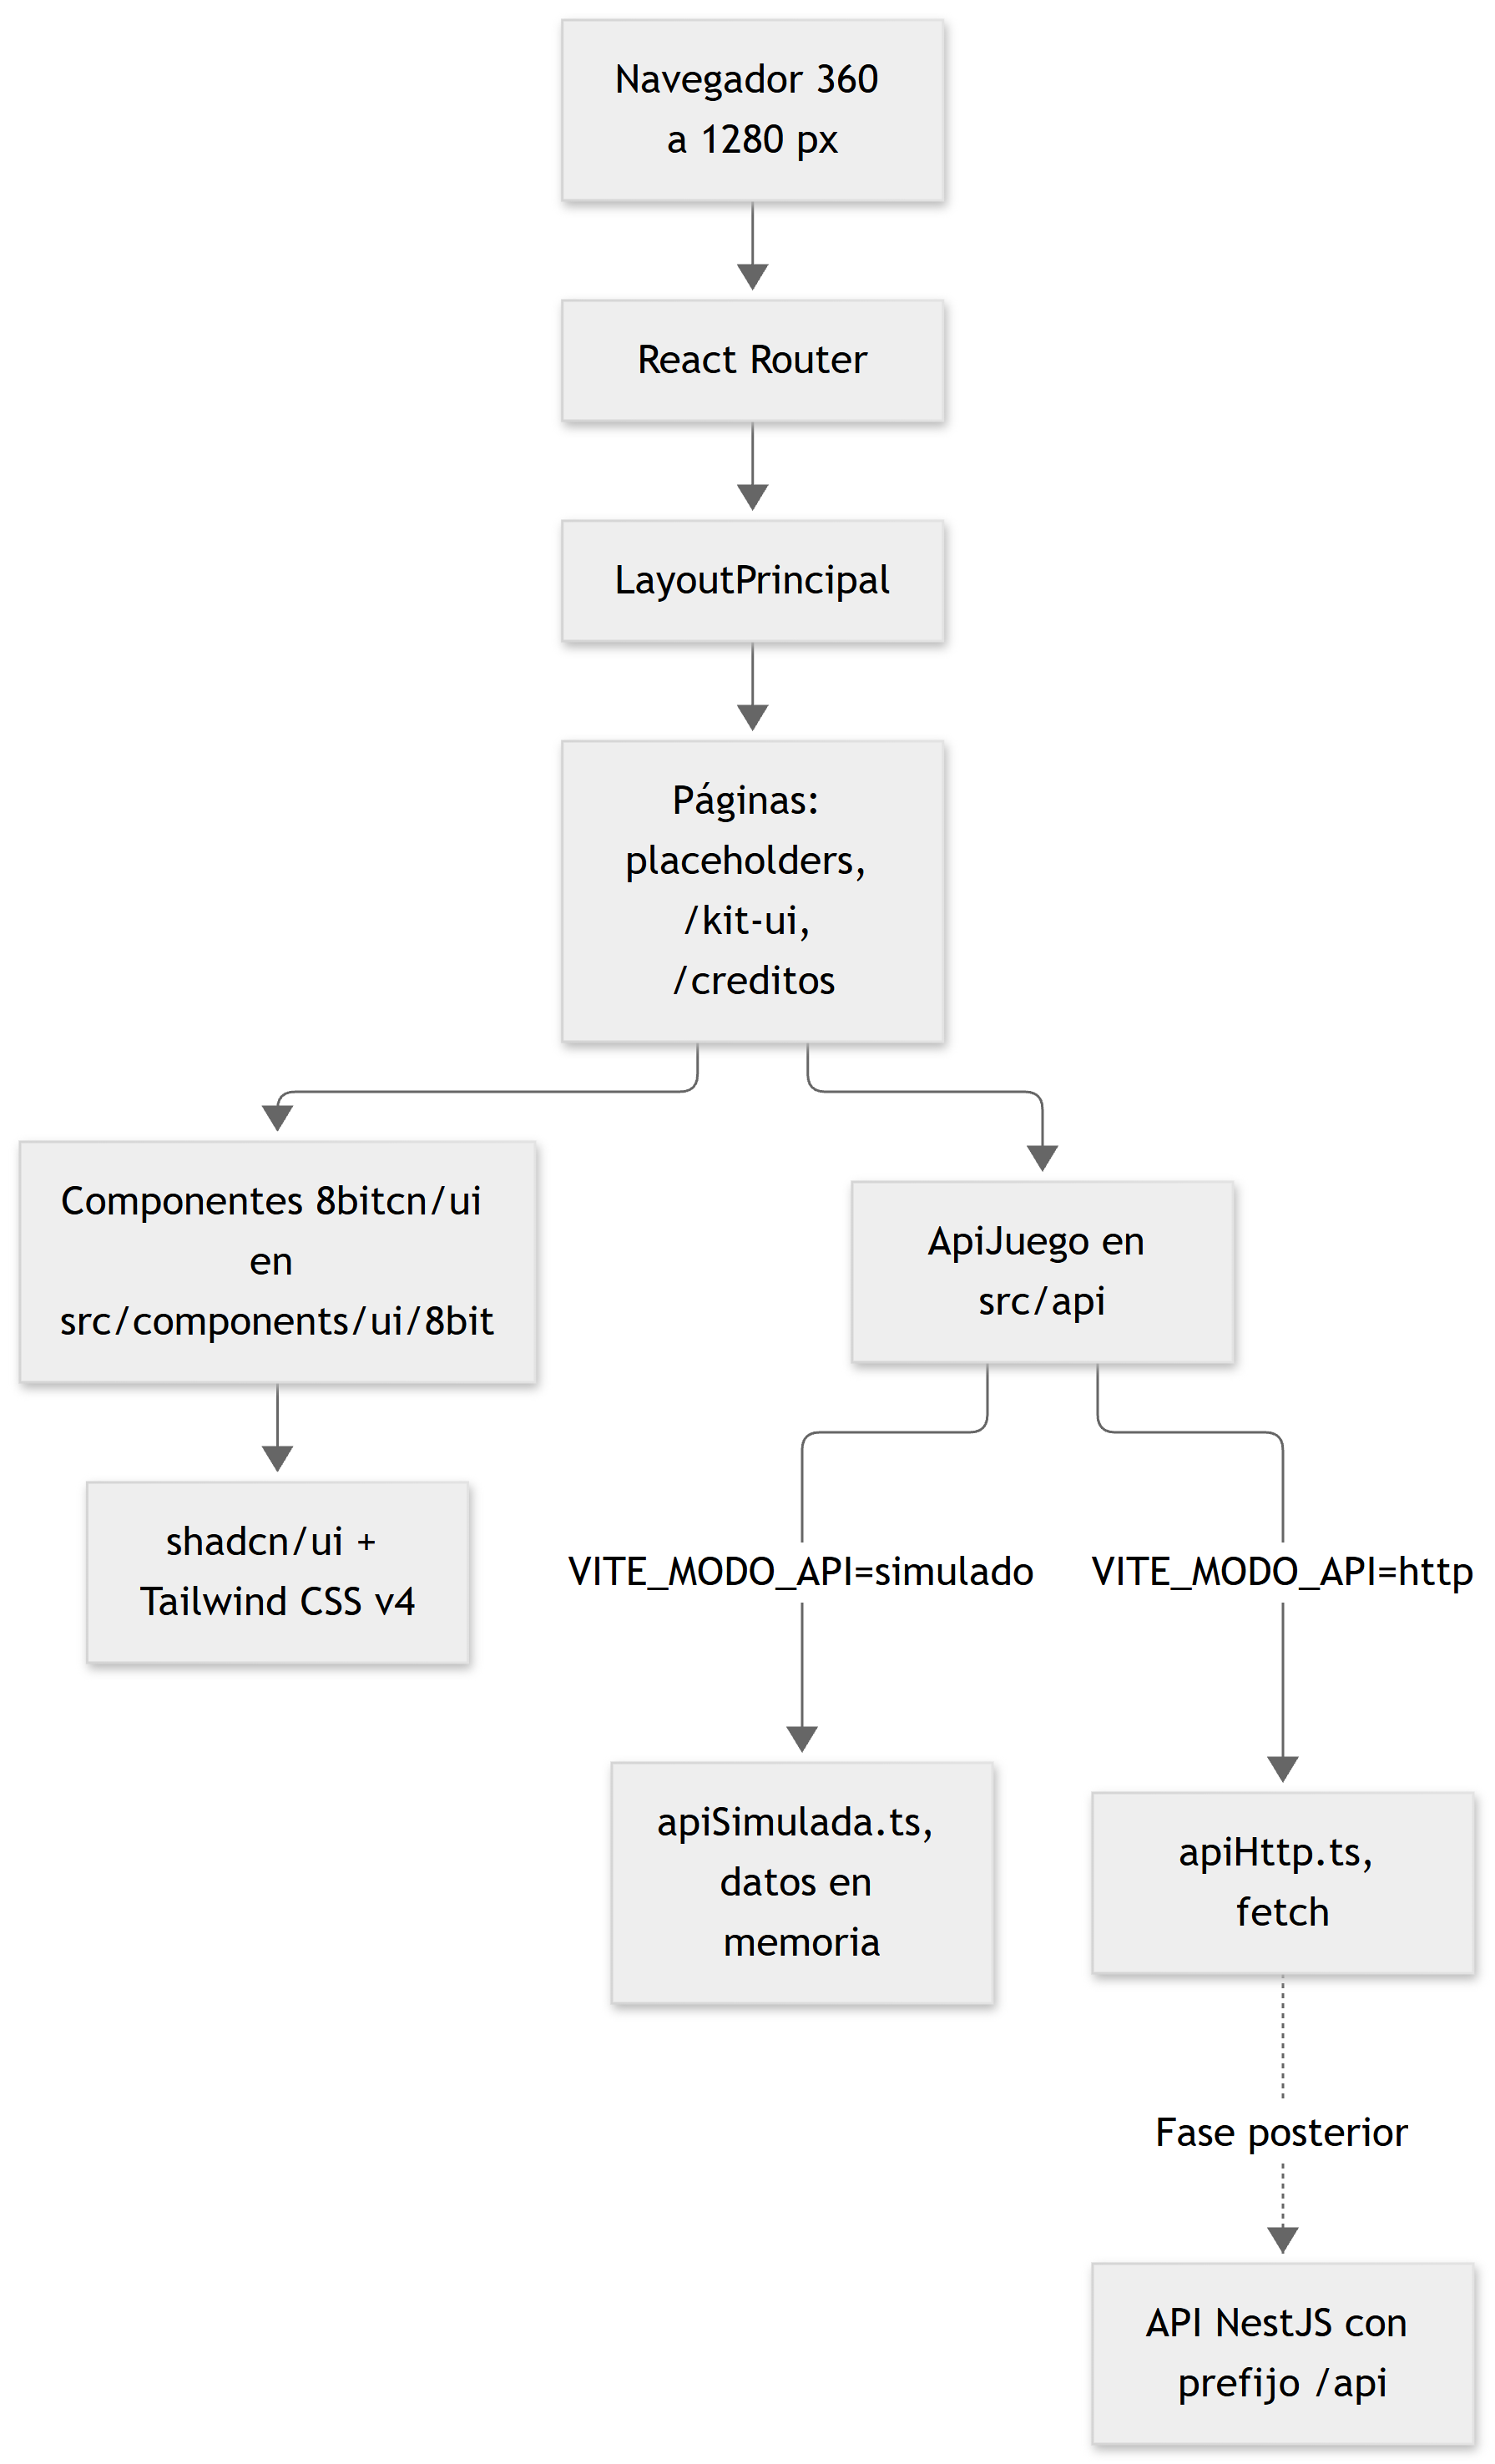 Navegador 360
a 1280 px
React Router
LayoutPrincipal
Páginas:
placeholders,
/kit-ui,
/creditos
Componentes 8bitcn/ui
en
src/components/ui/8bit
ApiJuego en
src/api
shadcn/ui +
Tailwind CSS v4
VITE_MODO_API=simulado
VITE_MODO_API=http
apiSimulada.ts,
datos en
memoria
apiHttp.ts,
fetch
Fase posterior
API NestJS con
prefijo /api